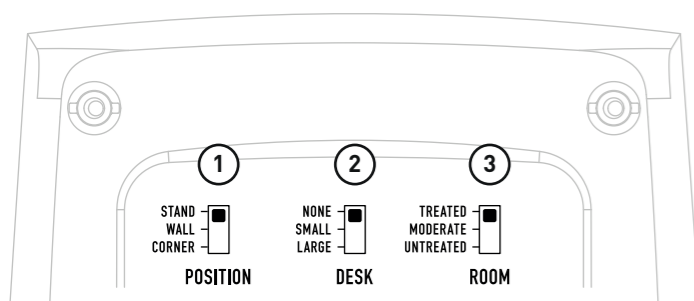 1 2 3
STAND NONE TREATED
WALL SMALL MODERATE
CORNER LARGE UNTREATED
POSITION DESK ROOM